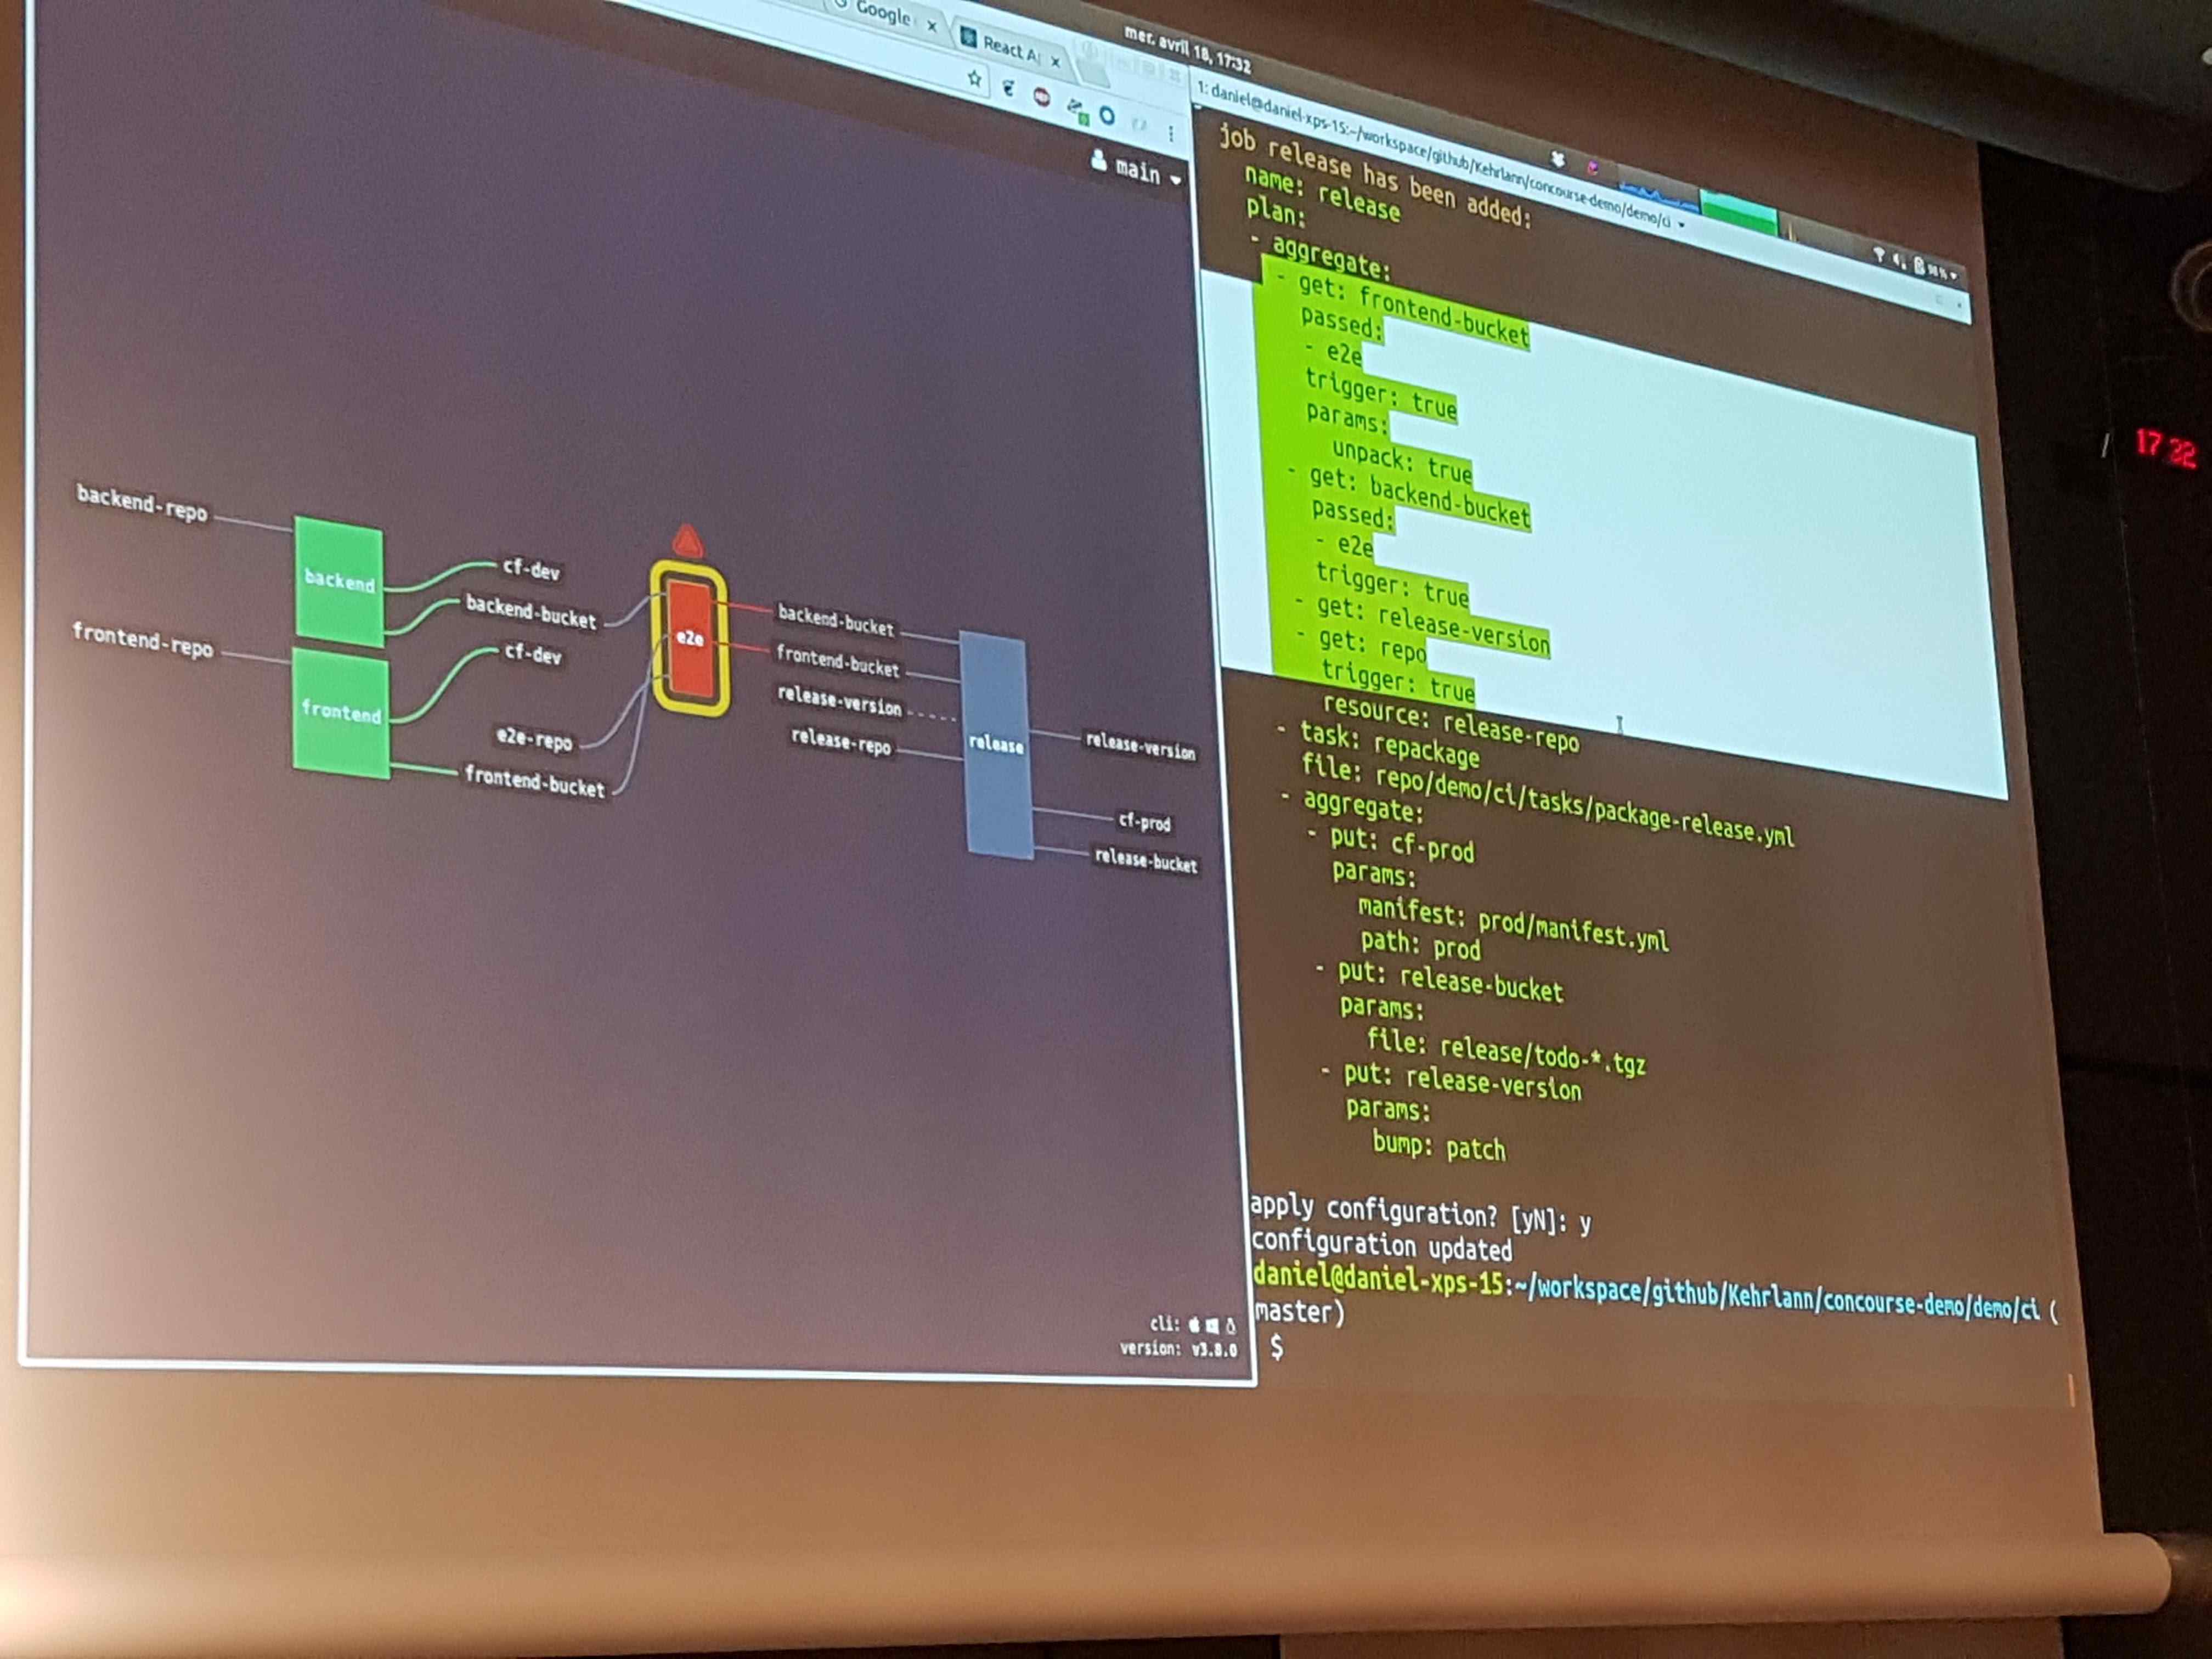 Google
React A
mer. avril 18, 17:32
1: daniel@daniel-xps-15:~/workspace/github/Kehrlann/concourse-demo/demo/ci
98 %
main
backend-repo
frontend-repo
backend
frontend
cf-dev
backend-bucket
cf-dev
e2e-repo
frontend-bucket
e2e
backend-bucket
frontend-bucket
release-version
release-repo
release
release-version
cf-prod
release-bucket
cli:
version: v3.8.0
job release has been added:
name: release
plan:
- aggregate:
- get: frontend-bucket
passed:
- e2e
trigger: true
params:
unpack: true
- get: backend-bucket
passed:
- e2e
trigger: true
- get: release-version
- get: repo
trigger: true
resource: release-repo
- task: repackage
file: repo/demo/ci/tasks/package-release.yml
- aggregate:
- put: cf-prod
params:
manifest: prod/manifest.yml
path: prod
- put: release-bucket
params:
file: release/todo-*.tgz
- put: release-version
params:
bump: patch
apply configuration? [yN]: y
configuration updated
daniel@daniel-xps-15:~/workspace/github/Kehrlann/concourse-demo/demo/ci (
master)
$
17 32